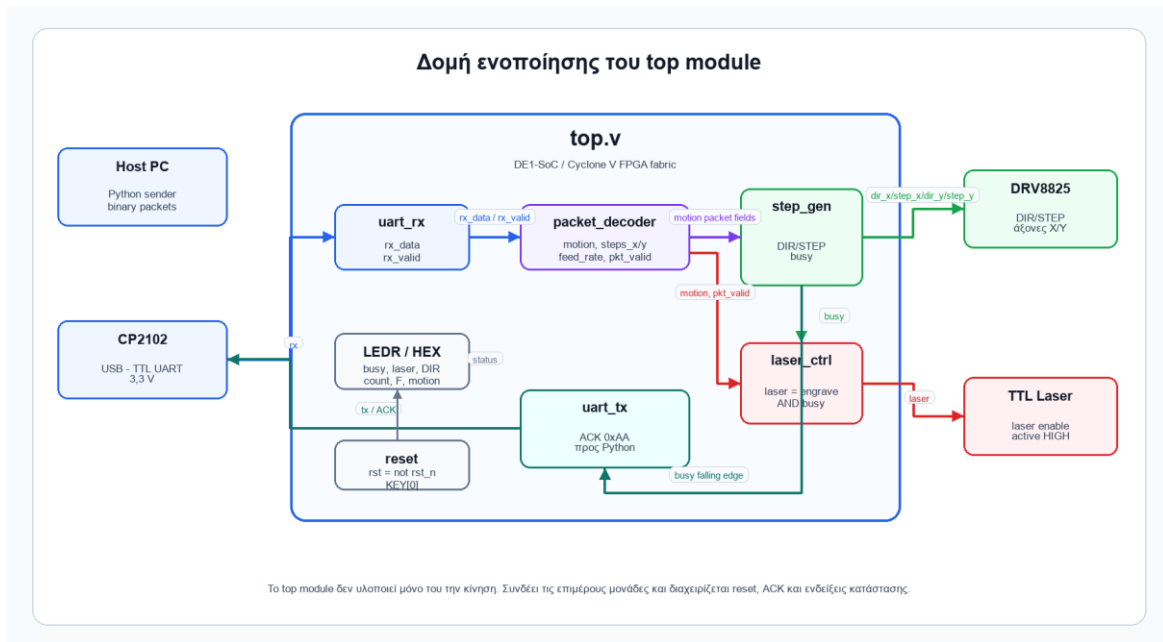 Δομή ενοποίησης του top module
top.v
DE1-SoC / Cyclone V FPGA fabric
Host PC
Python sender
binary packets
uart_rx
rx_data
rx_valid
rx_data / rx_valid
packet_decoder
motion, steps_x/y
feed_rate, pkt_valid
motion packet fields
step_gen
DIR/STEP
busy
dir_x/step_x/dir_y/step_y
DRV8825
DIR/STEP
άξονες X/Y
motion, pkt_valid
busy
CP2102
USB - TTL UART
3,3 V
rx
LEDR / HEX
busy, laser, DIR
count, F, motion
status
laser_ctrl
laser = engrave
AND busy
laser
TTL Laser
laser enable
active HIGH
tx / ACK
uart_tx
ACK 0xAA
προς Python
reset
rst = not rst_n
KEY[0]
busy falling edge
Το top module δεν υλοποιεί μόνο του την κίνηση. Συνδέει τις επιμέρους μονάδες και διαχειρίζεται reset, ACK και ενδείξεις κατάστασης.